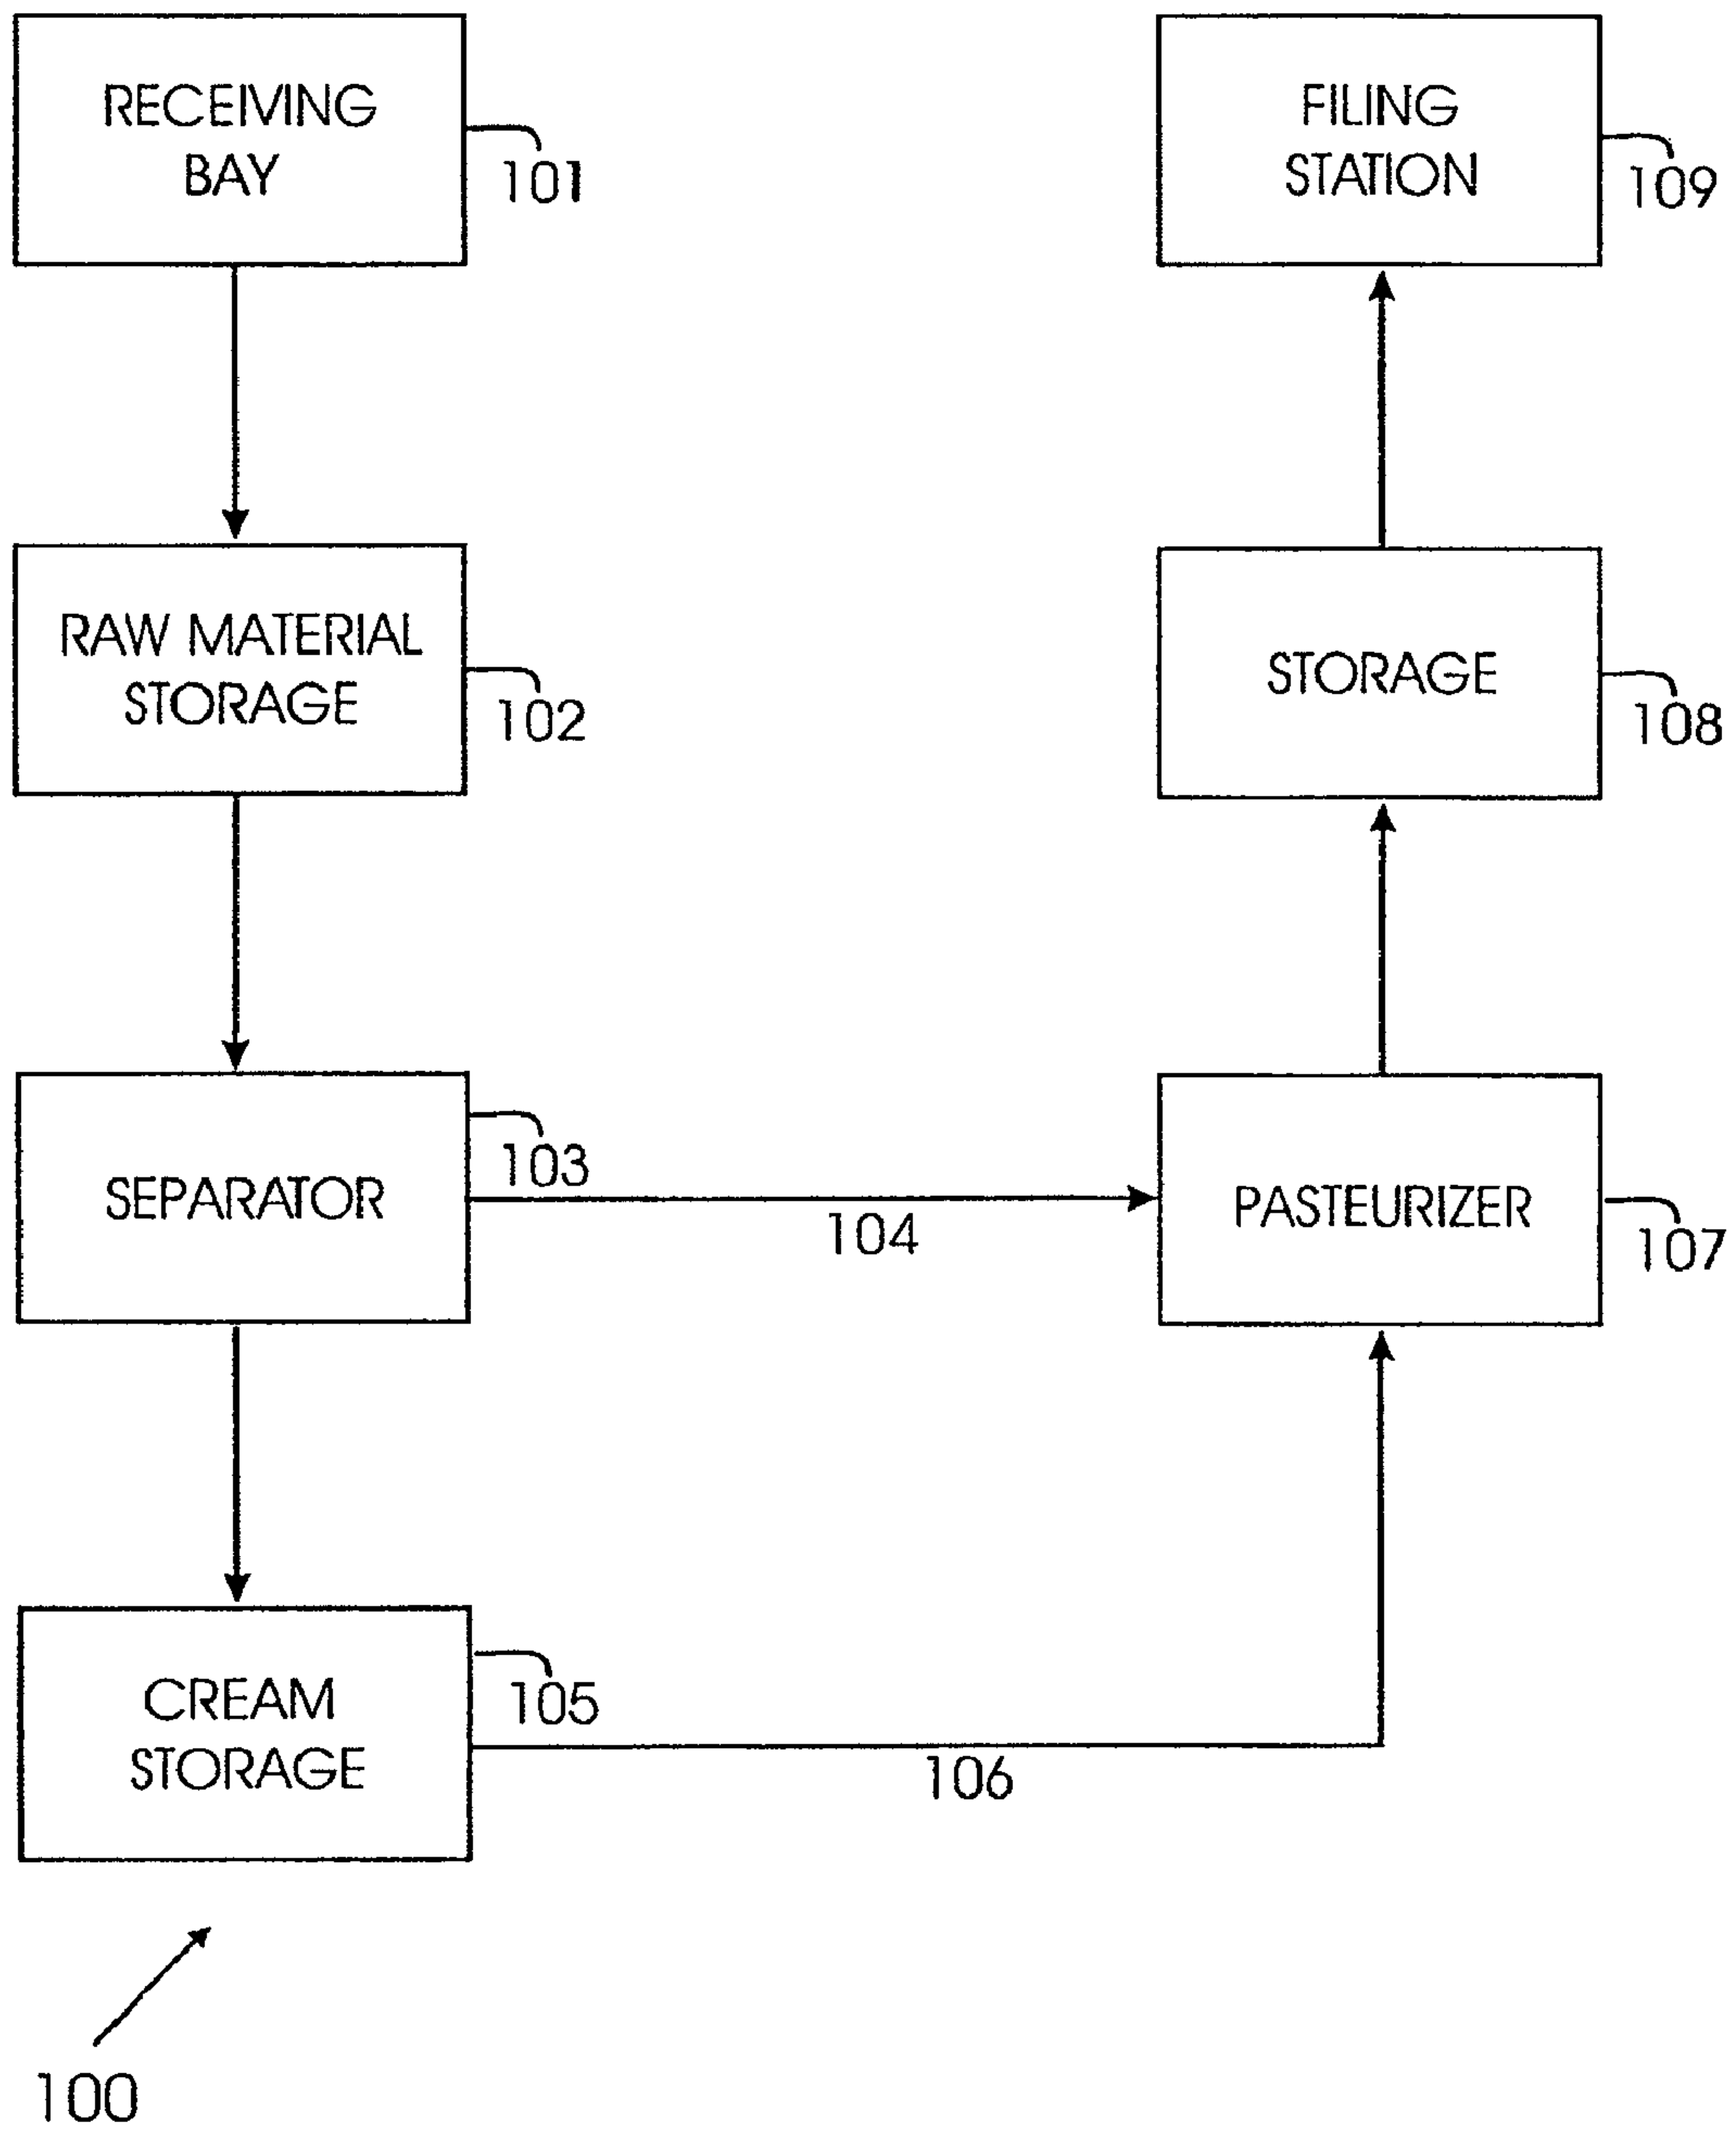 RECEIVING
BAY
101
RAW MATERIAL
STORAGE
102
SEPARATOR
103
104
CREAM
STORAGE
105
106
PASTEURIZER
107
STORAGE
108
FILING
STATION
109
100